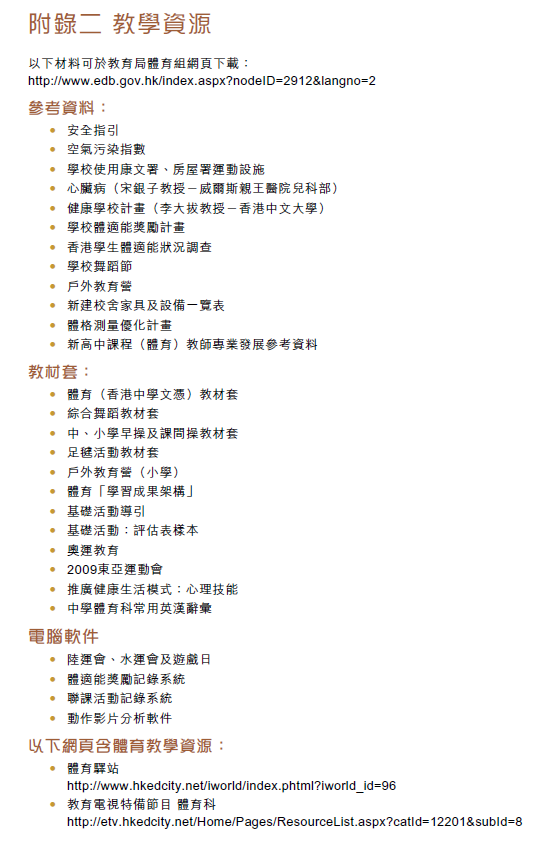 附錄二 教學資源
以下材料可於教育局體育組網頁下載：
http://www.edb.gov.hk/index.aspx?nodeID=2912&langno=2
參考資料：
• 安全指引
• 空氣污染指數
• 學校使用康文署、房屋署運動設施
• 心臟病（宋銀子教授－威爾斯親王醫院兒科部）
• 健康學校計畫（李大拔教授－香港中文大學）
• 學校體適能獎勵計畫
• 香港學生體適能狀況調查
• 學校舞蹈節
• 戶外教育營
• 新建校舍家具及設備一覽表
• 體格測量優化計畫
• 新高中課程（體育）教師專業發展參考資料
教材套：
• 體育（香港中學文憑）教材套
• 綜合舞蹈教材套
• 中、小學早操及課間操教材套
• 足毽活動教材套
• 戶外教育營（小學）
• 體育「學習成果架構」
• 基礎活動導引
• 基礎活動：評估表樣本
• 奧運教育
• 2009東亞運動會
• 推廣健康生活模式：心理技能
• 中學體育科常用英漢辭彙
電腦軟件
• 陸運會、水運會及遊戲日
• 體適能獎勵記錄系統
• 聯課活動記錄系統
• 動作影片分析軟件
以下網頁含體育教學資源：
• 體育驛站
http://www.hkedcity.net/iworld/index.phtml?iworld_id=96
• 教育電視特備節目 體育科
http://etv.hkedcity.net/Home/Pages/ResourceList.aspx?catId=12201&subId=8